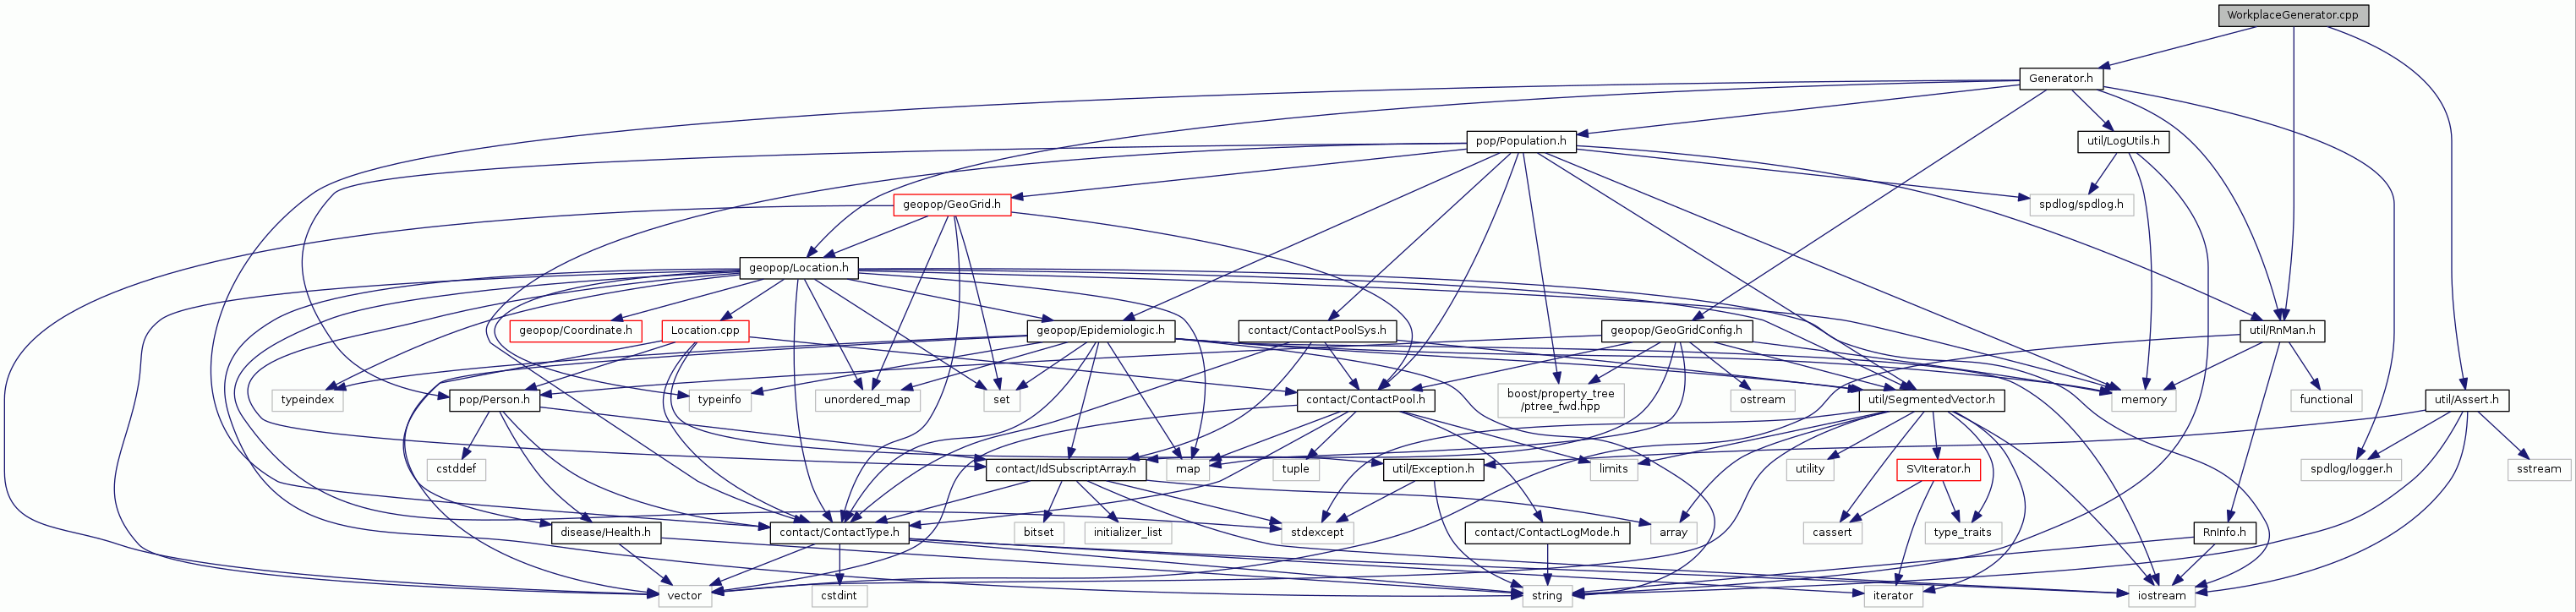 WorkplaceGenerator.cpp
Generator.h
pop/Population.h
util/LogUtils.h
geopop/GeoGrid.h
spdlog/spdlog.h
geopop/Location.h
geopop/Coordinate.h
Location.cpp
geopop/Epidemiologic.h
contact/ContactPoolSys.h
geopop/GeoGridConfig.h
util/RnMan.h
typeindex
pop/Person.h
typeinfo
unordered_map
set
contact/ContactPool.h
boost/property_tree
/ptree_fwd.hpp
ostream
util/SegmentedVector.h
memory
functional
util/Assert.h
cstddef
contact/IdSubscriptArray.h
map
tuple
util/Exception.h
limits
utility
SVIterator.h
spdlog/logger.h
sstream
disease/Health.h
contact/ContactType.h
bitset
initializer_list
stdexcept
contact/ContactLogMode.h
array
cassert
type_traits
RnInfo.h
vector
cstdint
string
iterator
iostream